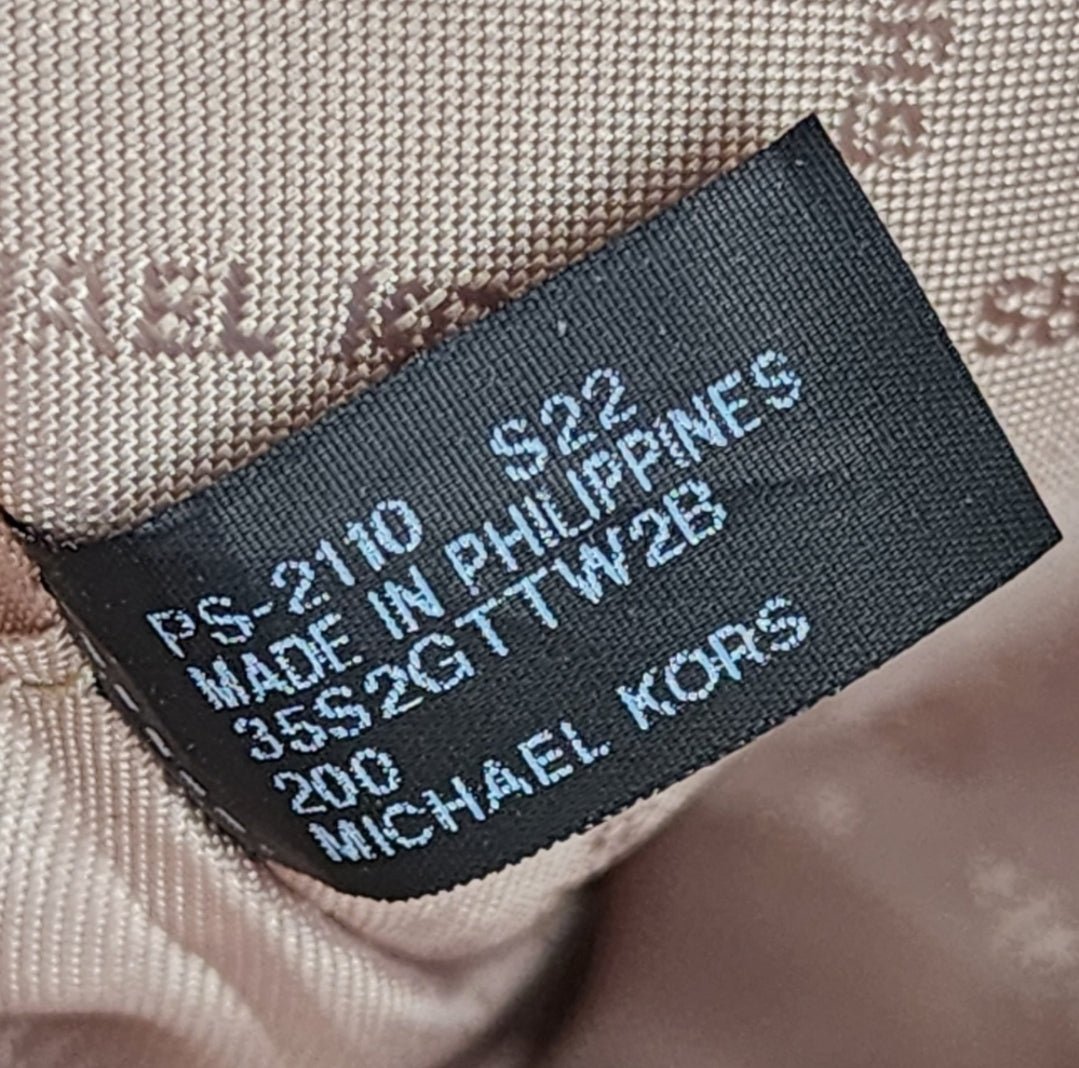 PS-2110 S22
MADE IN PHILIPPINES
35S2GTTW2B
200
MICHAEL KORS